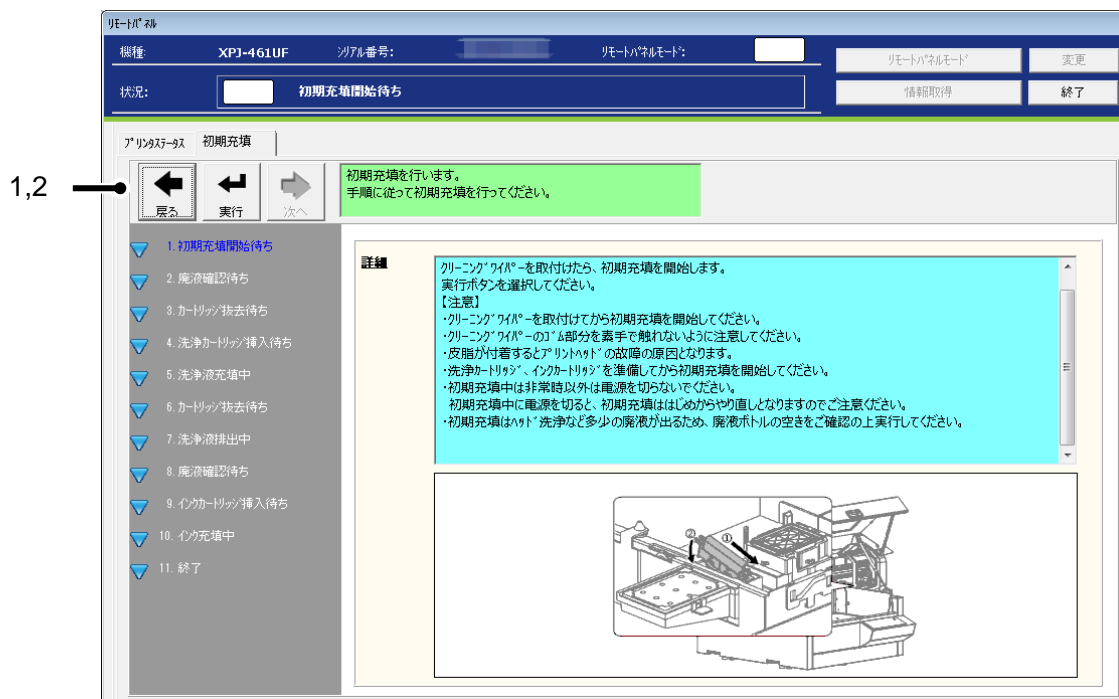 リモートパネル
機種: XPJ-461UF シリアル番号: リモートパネルモード:
リモートパネルモード 変更
状況: 初期充填開始待ち
情報取得 終了
プリンタステータス 初期充填
1,2
戻る 実行 次へ
初期充填を行います。
手順に従って初期充填を行ってください。
1. 初期充填開始待ち
2. 廃液確認待ち
3. カートリッジ抜去待ち
4. 洗浄カートリッジ挿入待ち
5. 洗浄液充填中
6. カートリッジ抜去待ち
7. 洗浄液排出中
8. 廃液確認待ち
9. インクカートリッジ挿入待ち
10. インク充填中
11. 終了
詳細
クリーニングワイパーを取付けたら、初期充填を開始します。
実行ボタンを選択してください。
【注意】
・クリーニングワイパーを取付けてから初期充填を開始してください。
・クリーニングワイパーのゴム部分を素手で触れないように注意してください。
・皮脂が付着するとプリントヘッドの故障の原因となります。
・洗浄カートリッジ、インクカートリッジを準備してから初期充填を開始してください。
・初期充填中は非常時以外は電源を切らないでください。
初期充填中に電源を切ると、初期充填ははじめからやり直しとなりますのでご注意ください。
・初期充填はヘッド洗浄など多少の廃液が出るため、廃液ボトルの空きをご確認の上実行してください。
② ①